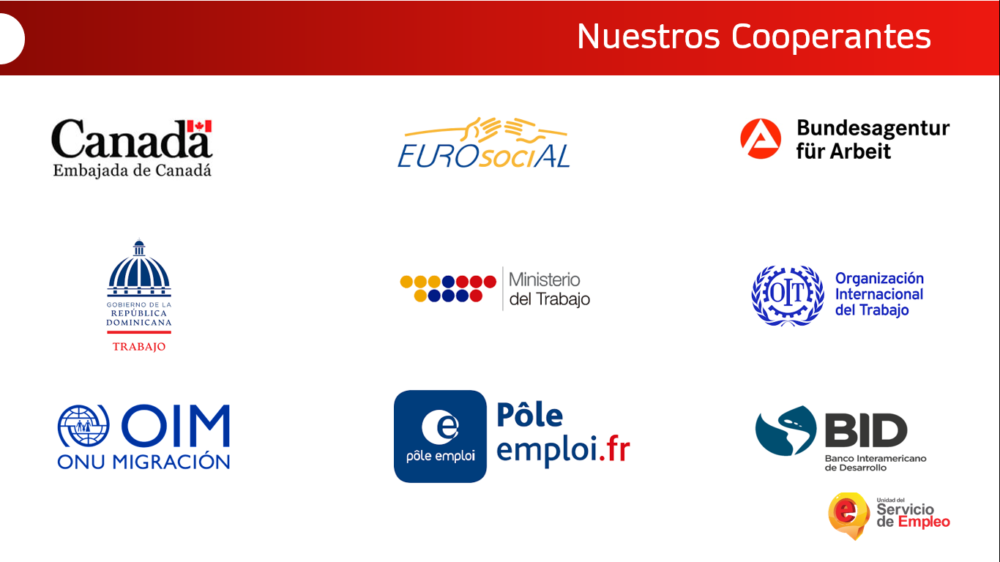 Nuestros Cooperantes
Canada
Embajada de Canadá
EUROsociAL
Bundesagentur
für Arbeit
GOBIERNO DE LA
REPÚBLICA
DOMINICANA
TRABAJO
Ministerio
del Trabajo
OIT
Organización
Internacional
del Trabajo
OIM
ONU MIGRACIÓN
e
pôle emploi
Pôle
emploi.fr
BID
Banco Interamericano
de Desarrollo
e
Unidad del
Servicio
de Empleo